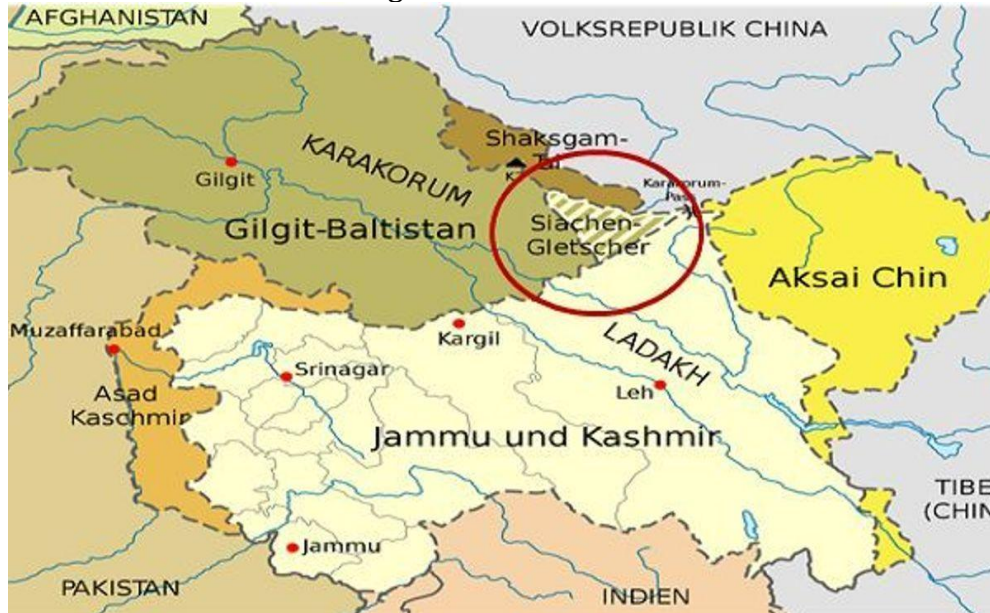 AFGHANISTAN
VOLKSREPUBLIK CHINA
Shaksgam-
Tal
K2
KARAKORUM
Gilgit
Karakorum-
Pass
Siachen-
Gletscher
Gilgit-Baltistan
Aksai Chin
Muzaffarabad
Kargil
LADAKH
Srinagar
Leh
Asad
Kaschmir
Jammu und Kashmir
TIBE
(CHIN
Jammu
PAKISTAN
INDIEN